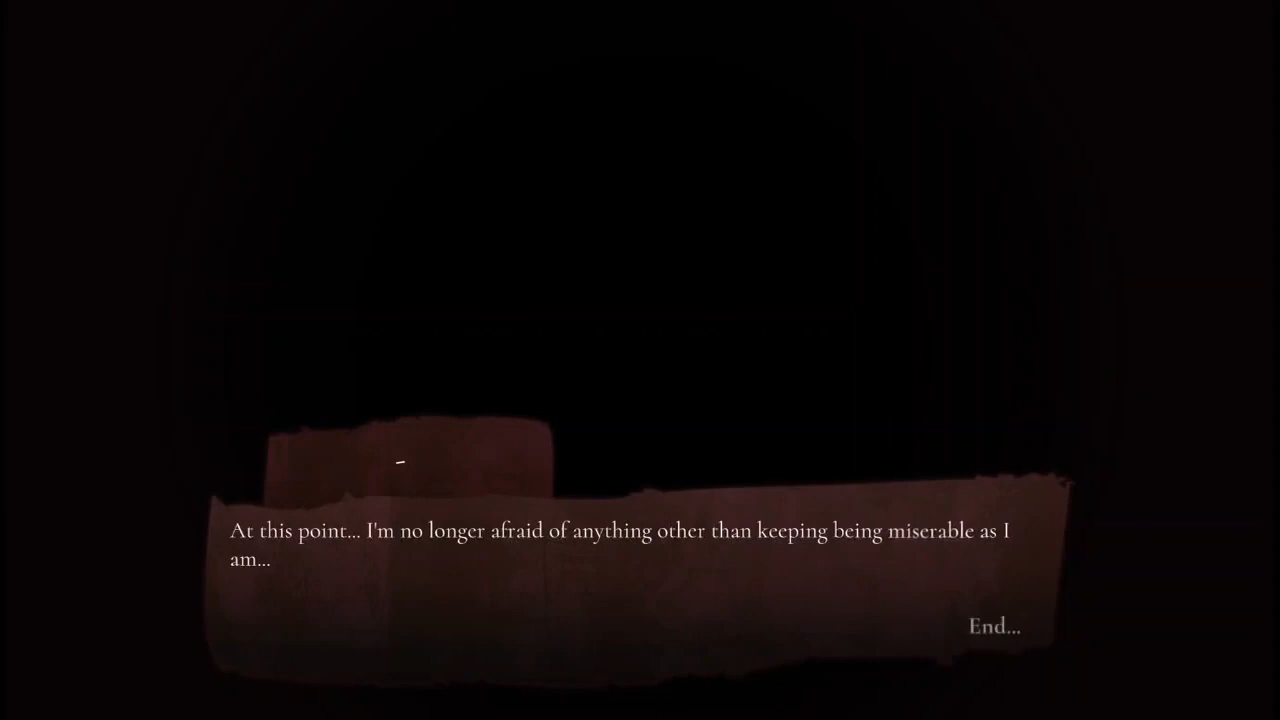 -
At this point... I'm no longer afraid of anything other than keeping being miserable as I
am...
End...